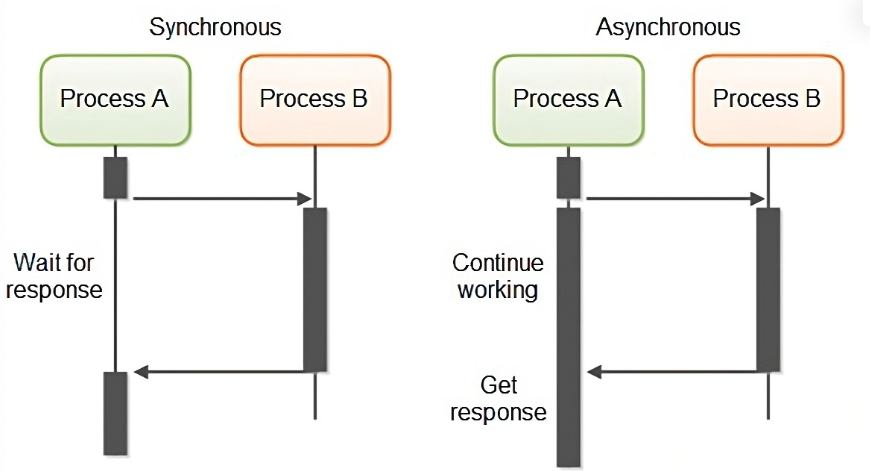 Synchronous
Asynchronous
Process A
Process B
Process A
Process B
Wait for
response
Continue
working
Get
response